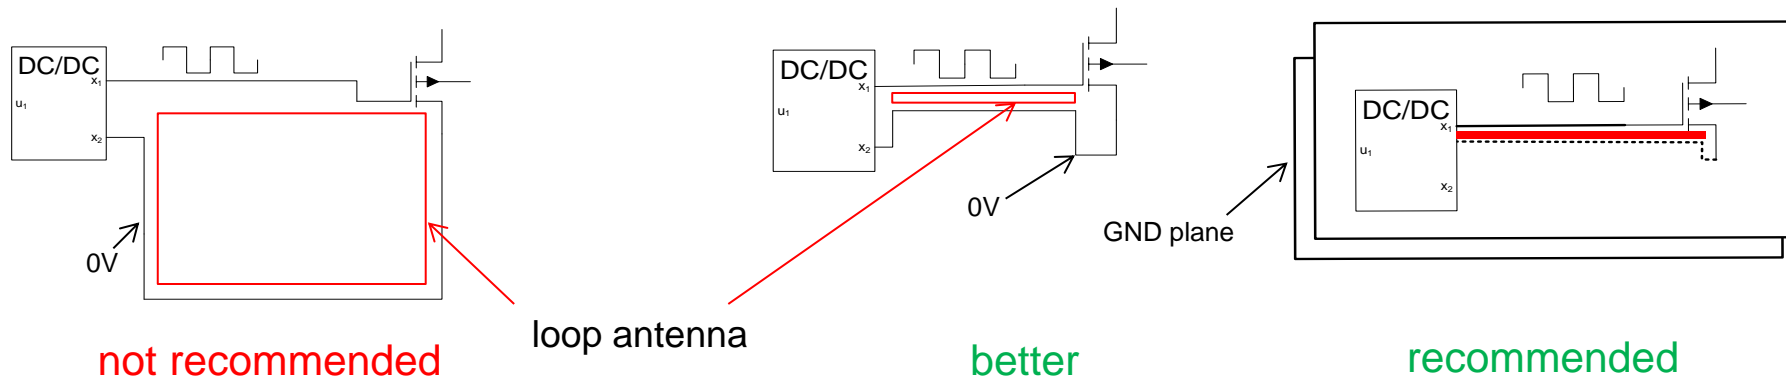 DC/DC
x₁
u₁
x₂
0V
not recommended
loop antenna
DC/DC
x₁
u₁
x₂
0V
better
GND plane
DC/DC
x₁
u₁
x₂
recommended